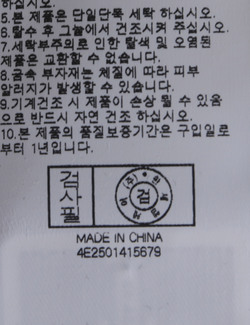 하십시오.
5.본 제품은 단일단독 세탁 하십시오.
6.탈수 후 그늘에서 건조시켜 주십시오.
7.세탁부주의로 인한 탈색 및 오염된
제품은 교환할 수 없습니다.
8.금속 부자재는 체질에 따라 피부
알러지가 발생할 수 있습니다.
9.기계건조 시 제품이 손상 될 수 있음
으로 반드시 자연 건조 하십시오.
10.본 제품의 품질보증기간은 구입일로
부터 1년입니다.
검사필
검
(주)
MADE IN CHINA
4E2501415679